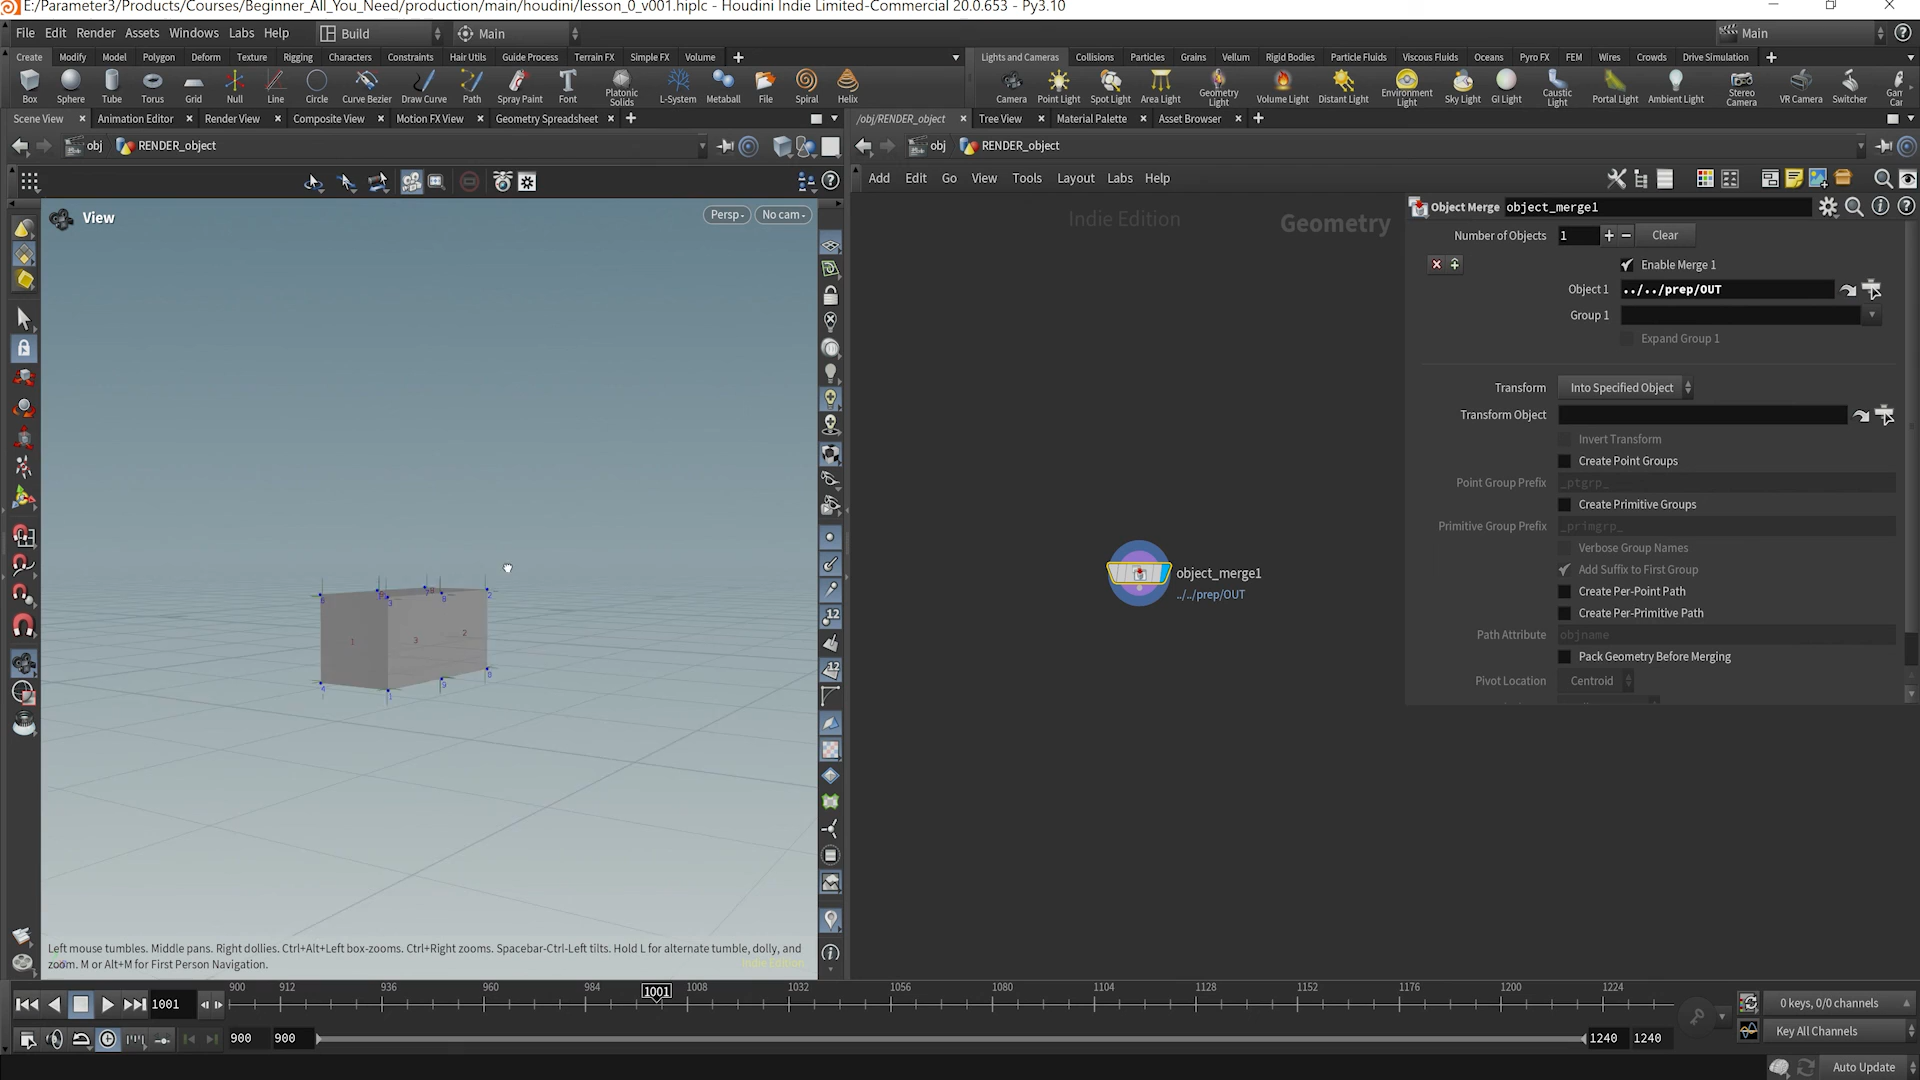 E:/Parameter3/Products/Courses/Beginner_All_You_Need/production/main/houdini/lesson_0_v001.hiplc - Houdini Indie Limited-Commercial 20.0.653 - Py3.10
File Edit Render Assets Windows Labs Help Build Main Main
Create Modify Model Polygon Deform Texture Rigging Characters Constraints Hair Utils Guide Process Terrain FX Simple FX Volume
Lights and Cameras Collisions Particles Grains Vellum Rigid Bodies Particle Fluids Viscous Fluids Oceans Pyro FX FEM Wires Crowds Drive Simulation
Box Sphere Tube Torus Grid Null Line Circle Curve Bezier Draw Curve Path Spray Paint Font Platonic Solids L-System Metaball File Spiral Helix
Camera Point Light Spot Light Area Light Geometry Light Volume Light Distant Light Environment Light Sky Light GI Light Caustic Light Portal Light Ambient Light Stereo Camera VR Camera Switcher
Scene View Animation Editor Render View Composite View Motion FX View Geometry Spreadsheet
/obj/RENDER_object Tree View Material Palette Asset Browser
obj RENDER_object
obj RENDER_object
Add Edit Go View Tools Layout Labs Help
View
Persp
No cam
Indie Edition
Geometry
Object Merge object_merge1
Number of Objects 1 Clear
Enable Merge 1
Object 1 ../../prep/OUT
Group 1
Expand Group 1
Transform Into Specified Object
Transform Object
Invert Transform
Create Point Groups
Point Group Prefix _ptgrp_
Create Primitive Groups
Primitive Group Prefix _primgrp_
Verbose Group Names
Add Suffix to First Group
Create Per-Point Path
Create Per-Primitive Path
Path Attribute objname
Pack Geometry Before Merging
Pivot Location Centroid
object_merge1
../../prep/OUT
1 3 2
Left mouse tumbles. Middle pans. Right dollies. Ctrl+Alt+Left box-zooms. Ctrl+Right zooms. Spacebar-Ctrl-Left tilts. Hold L for alternate tumble, dolly, and
zoom. M or Alt+M for First Person Navigation.
Indie Edition
1001
900 912 936 960 984 1001 1008 1032 1056 1080 1104 1128 1152 1176 1200 1224
0 keys, 0/0 channels
900 900 1240 1240
Key All Channels
Auto Update